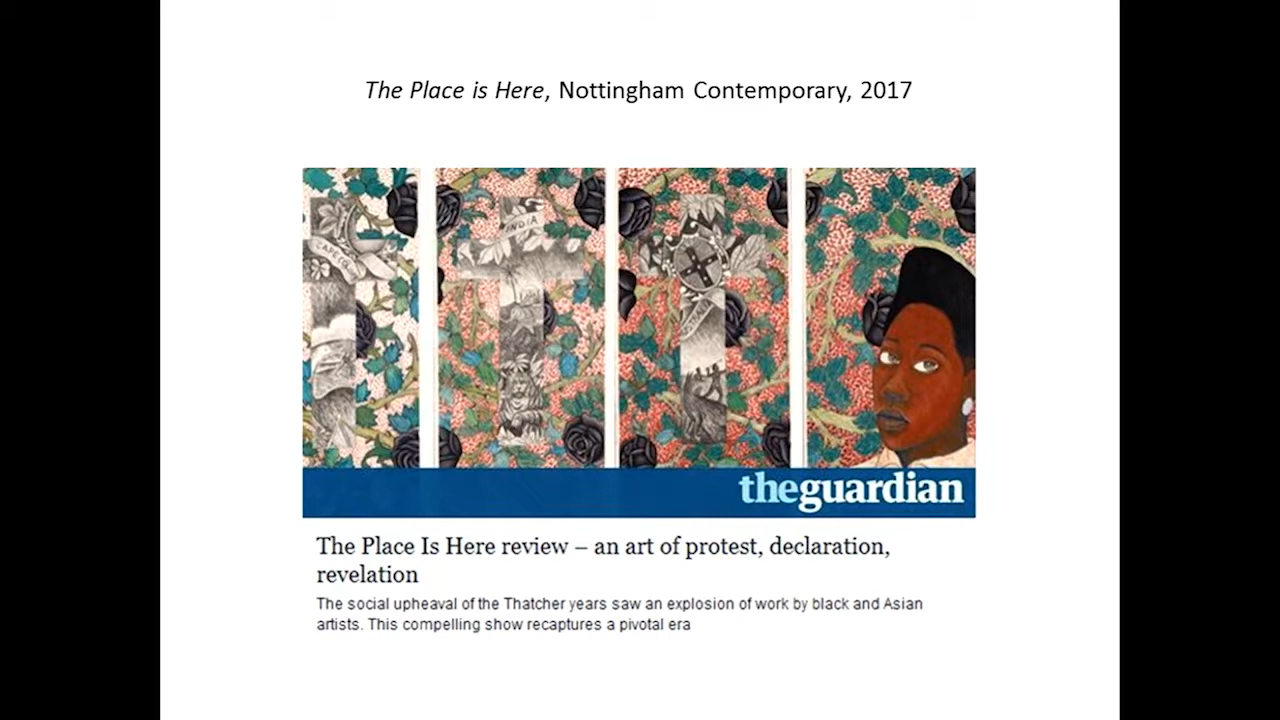 The Place is Here, Nottingham Contemporary, 2017
INDIA
theguardian
The Place Is Here review – an art of protest, declaration,
revelation
The social upheaval of the Thatcher years saw an explosion of work by black and Asian
artists. This compelling show recaptures a pivotal era